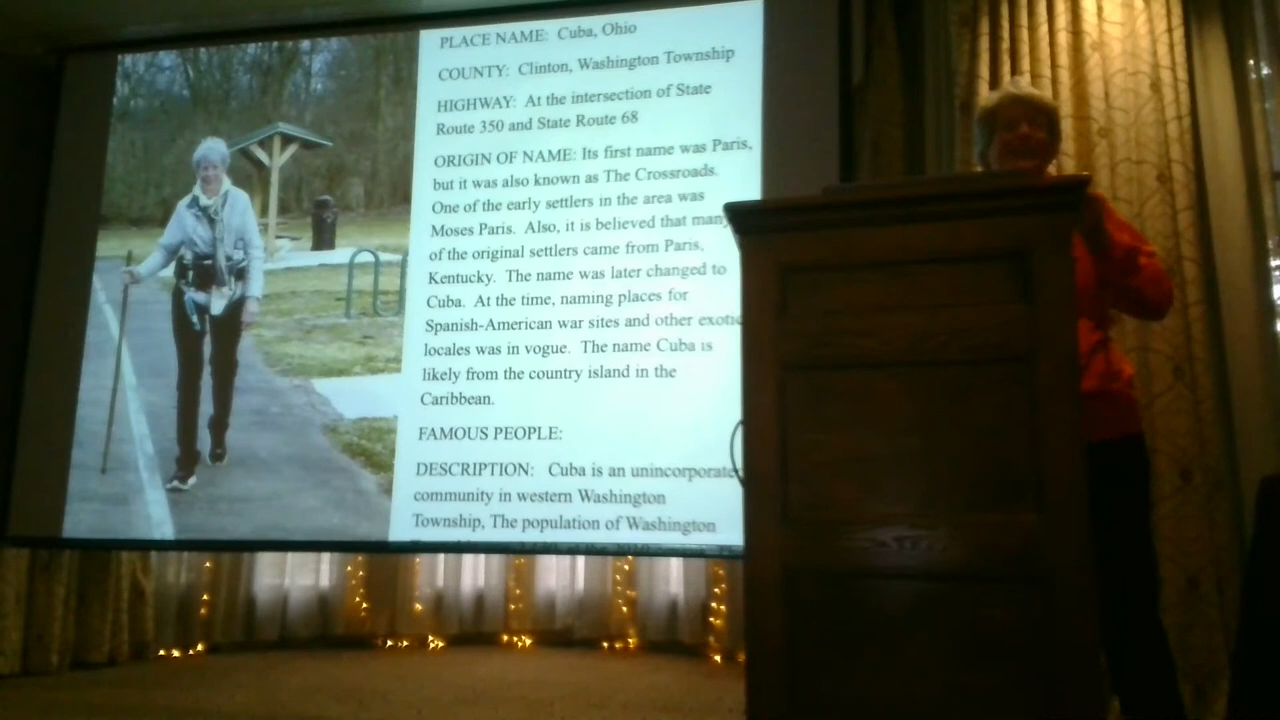 PLACE NAME: Cuba, Ohio
COUNTY: Clinton, Washington Township
HIGHWAY: At the intersection of State
Route 350 and State Route 68
ORIGIN OF NAME: Its first name was Paris,
but it was also known as The Crossroads.
One of the early settlers in the area was
Moses Paris. Also, it is believed that many
of the original settlers came from Paris,
Kentucky. The name was later changed to
Cuba. At the time, naming places for
Spanish-American war sites and other exotic
locales was in vogue. The name Cuba is
likely from the country island in the
Caribbean.
FAMOUS PEOPLE:
DESCRIPTION: Cuba is an unincorporated
community in western Washington
Township, The population of Washington